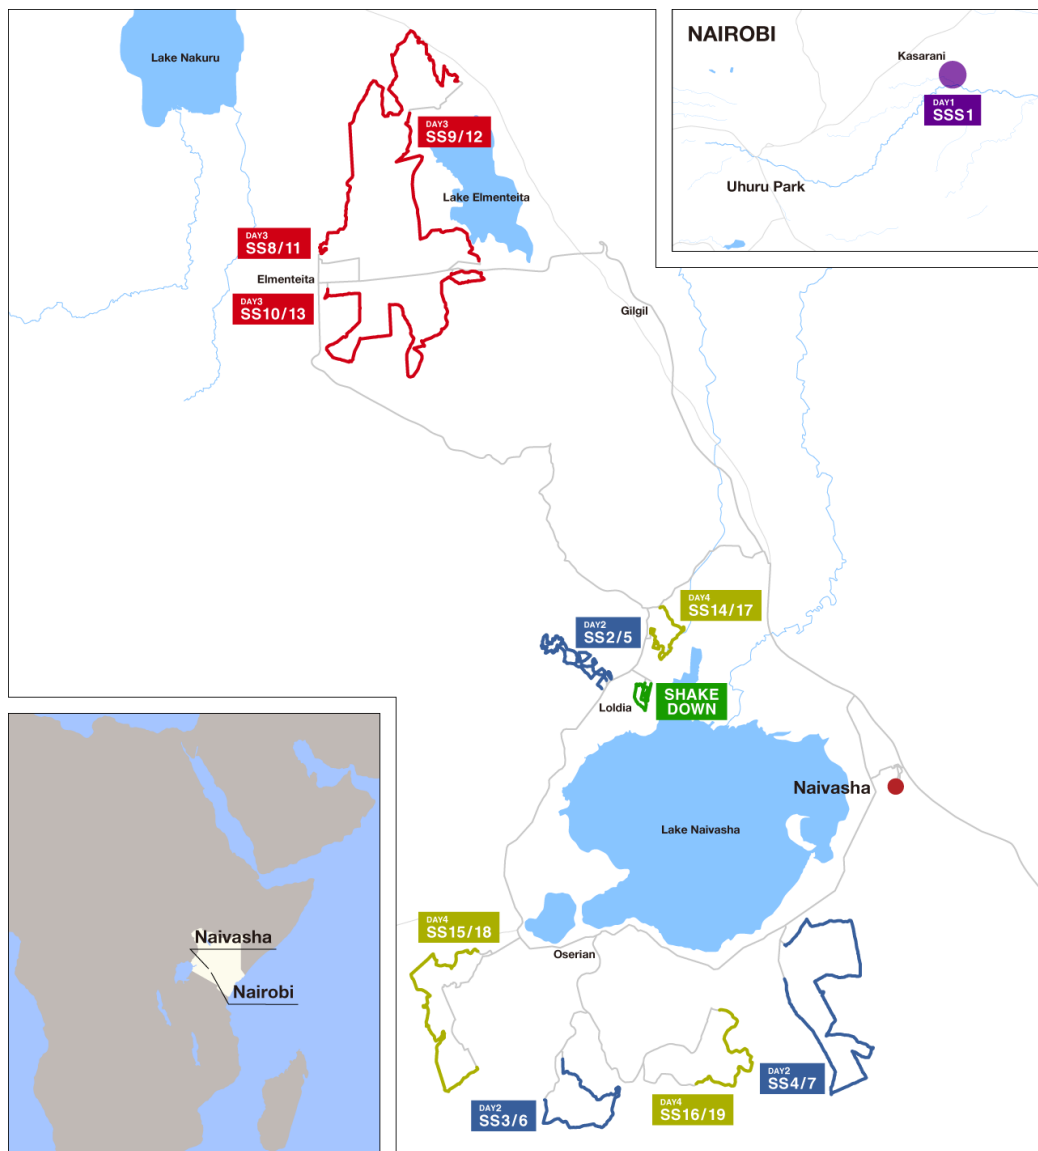 Lake Nakuru
NAIROBI
Kasarani
DAY1
SSS1
Uhuru Park
DAY3
SS9/12
Lake Elmenteita
DAY3
SS8/11
Elmenteita
DAY3
SS10/13
Gilgil
DAY4
SS14/17
DAY2
SS2/5
SHAKE
DOWN
Loldia
Naivasha
Lake Naivasha
DAY4
SS15/18
Oserian
Naivasha
Nairobi
DAY2
SS4/7
DAY2
SS3/6
DAY4
SS16/19